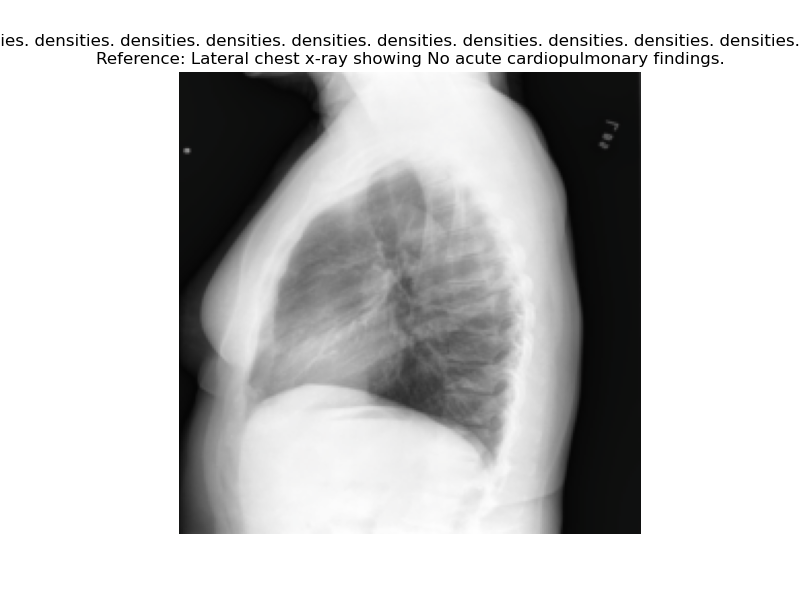 ies. densities. densities. densities. densities. densities. densities. densities. densities. densities.
Reference: Lateral chest x-ray showing No acute cardiopulmonary findings.